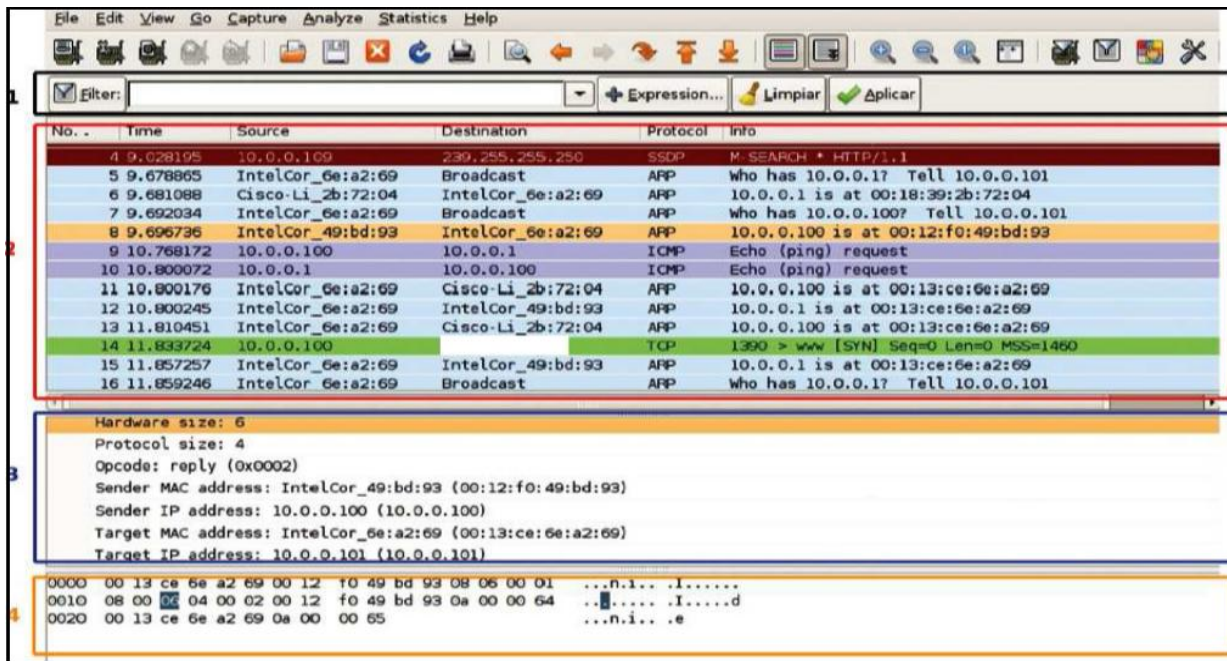 File Edit View Go Capture Analyze Statistics Help
1
Filter: Expression... Limpiar Aplicar
No. . Time Source Destination Protocol Info
4 9.028195 10.0.0.109 239.255.255.250 SSDP M-SEARCH * HTTP/1.1
5 9.678865 IntelCor_6e:a2:69 Broadcast ARP Who has 10.0.0.1? Tell 10.0.0.101
6 9.681088 Cisco-Li_2b:72:04 IntelCor_6e:a2:69 ARP 10.0.0.1 is at 00:18:39:2b:72:04
7 9.692034 IntelCor_6e:a2:69 Broadcast ARP Who has 10.0.0.100? Tell 10.0.0.101
8 9.696736 IntelCor_49:bd:93 IntelCor_6e:a2:69 ARP 10.0.0.100 is at 00:12:f0:49:bd:93
2
9 10.768172 10.0.0.100 10.0.0.1 ICMP Echo (ping) request
10 10.800072 10.0.0.1 10.0.0.100 ICMP Echo (ping) request
11 10.800176 IntelCor_6e:a2:69 Cisco-Li_2b:72:04 ARP 10.0.0.100 is at 00:13:ce:6e:a2:69
12 10.800245 IntelCor_6e:a2:69 IntelCor_49:bd:93 ARP 10.0.0.1 is at 00:13:ce:6e:a2:69
13 11.810451 IntelCor_6e:a2:69 Cisco-Li_2b:72:04 ARP 10.0.0.100 is at 00:13:ce:6e:a2:69
14 11.833724 10.0.0.100 TCP 1390 > www [SYN] Seq=0 Len=0 MSS=1460
15 11.857257 IntelCor_6e:a2:69 IntelCor_49:bd:93 ARP 10.0.0.1 is at 00:13:ce:6e:a2:69
16 11.859246 IntelCor_6e:a2:69 Broadcast ARP Who has 10.0.0.1? Tell 10.0.0.101
Hardware size: 6
Protocol size: 4
3
Opcode: reply (0x0002)
Sender MAC address: IntelCor_49:bd:93 (00:12:f0:49:bd:93)
Sender IP address: 10.0.0.100 (10.0.0.100)
Target MAC address: IntelCor_6e:a2:69 (00:13:ce:6e:a2:69)
Target IP address: 10.0.0.101 (10.0.0.101)
0000 00 13 ce 6e a2 69 00 12 f0 49 bd 93 08 06 00 01 ...n.i.. .I......
0010 08 00 06 04 00 02 00 12 f0 49 bd 93 0a 00 00 64 ........ .I.....d
4
0020 00 13 ce 6e a2 69 0a 00 00 65 ...n.i.. .e